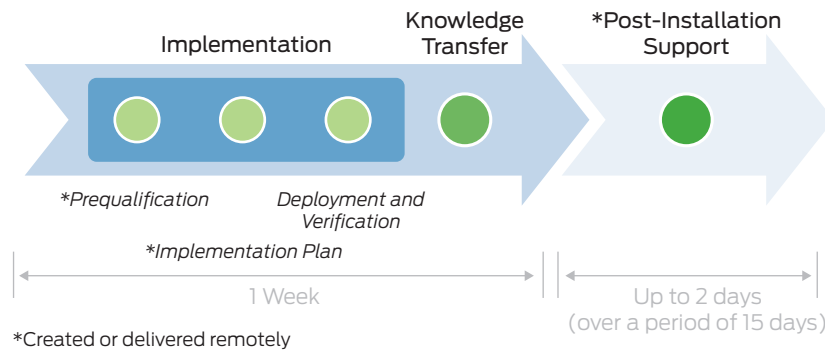 Implementation
Knowledge
Transfer
*Post-Installation
Support
*Prequalification
Deployment and
Verification
*Implementation Plan
1 Week
Up to 2 days
(over a period of 15 days)
*Created or delivered remotely